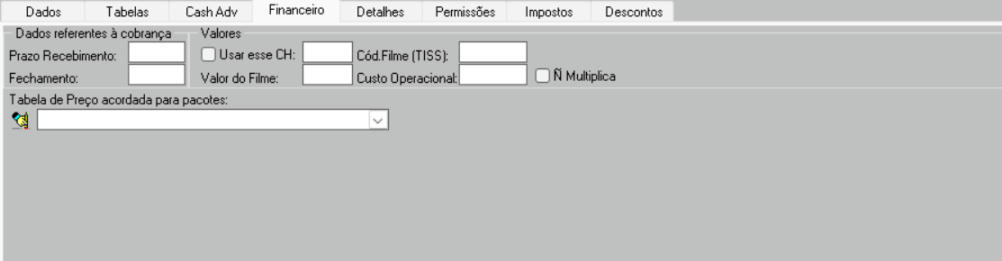 Dados Tabelas Cash Adv Financeiro Detalhes Permissões Impostos Descontos
Dados referentes à cobrança Valores
Prazo Recebimento: Usar esse CH: Cód.Filme (TISS):
Fechamento: Valor do Filme: Custo Operacional: Ñ Multiplica
Tabela de Preço acordada para pacotes: